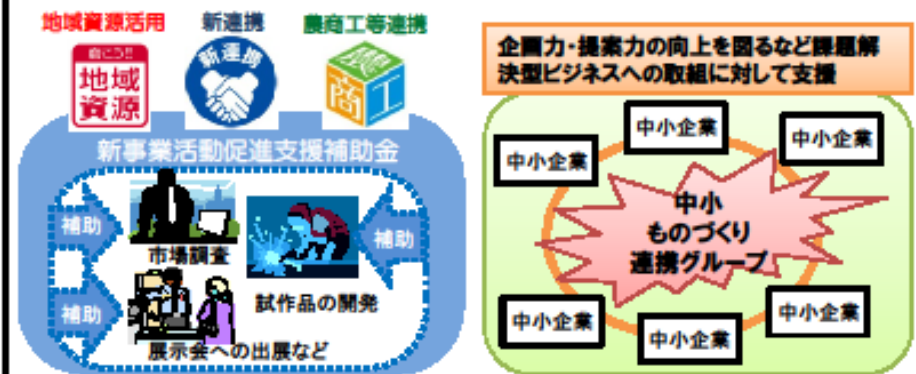 地域資源活用
新連携
農商工等連携
地域
資源
新連携
農
商工
新事業活動促進支援補助金
補助
市場調査
補助
試作品の開発
補助
展示会への出展など
企画力・提案力の向上を図るなど課題解
決型ビジネスへの取組に対して支援
中小企業
中小企業
中小企業
中小
ものづくり
連携グループ
中小企業
中小企業
中小企業